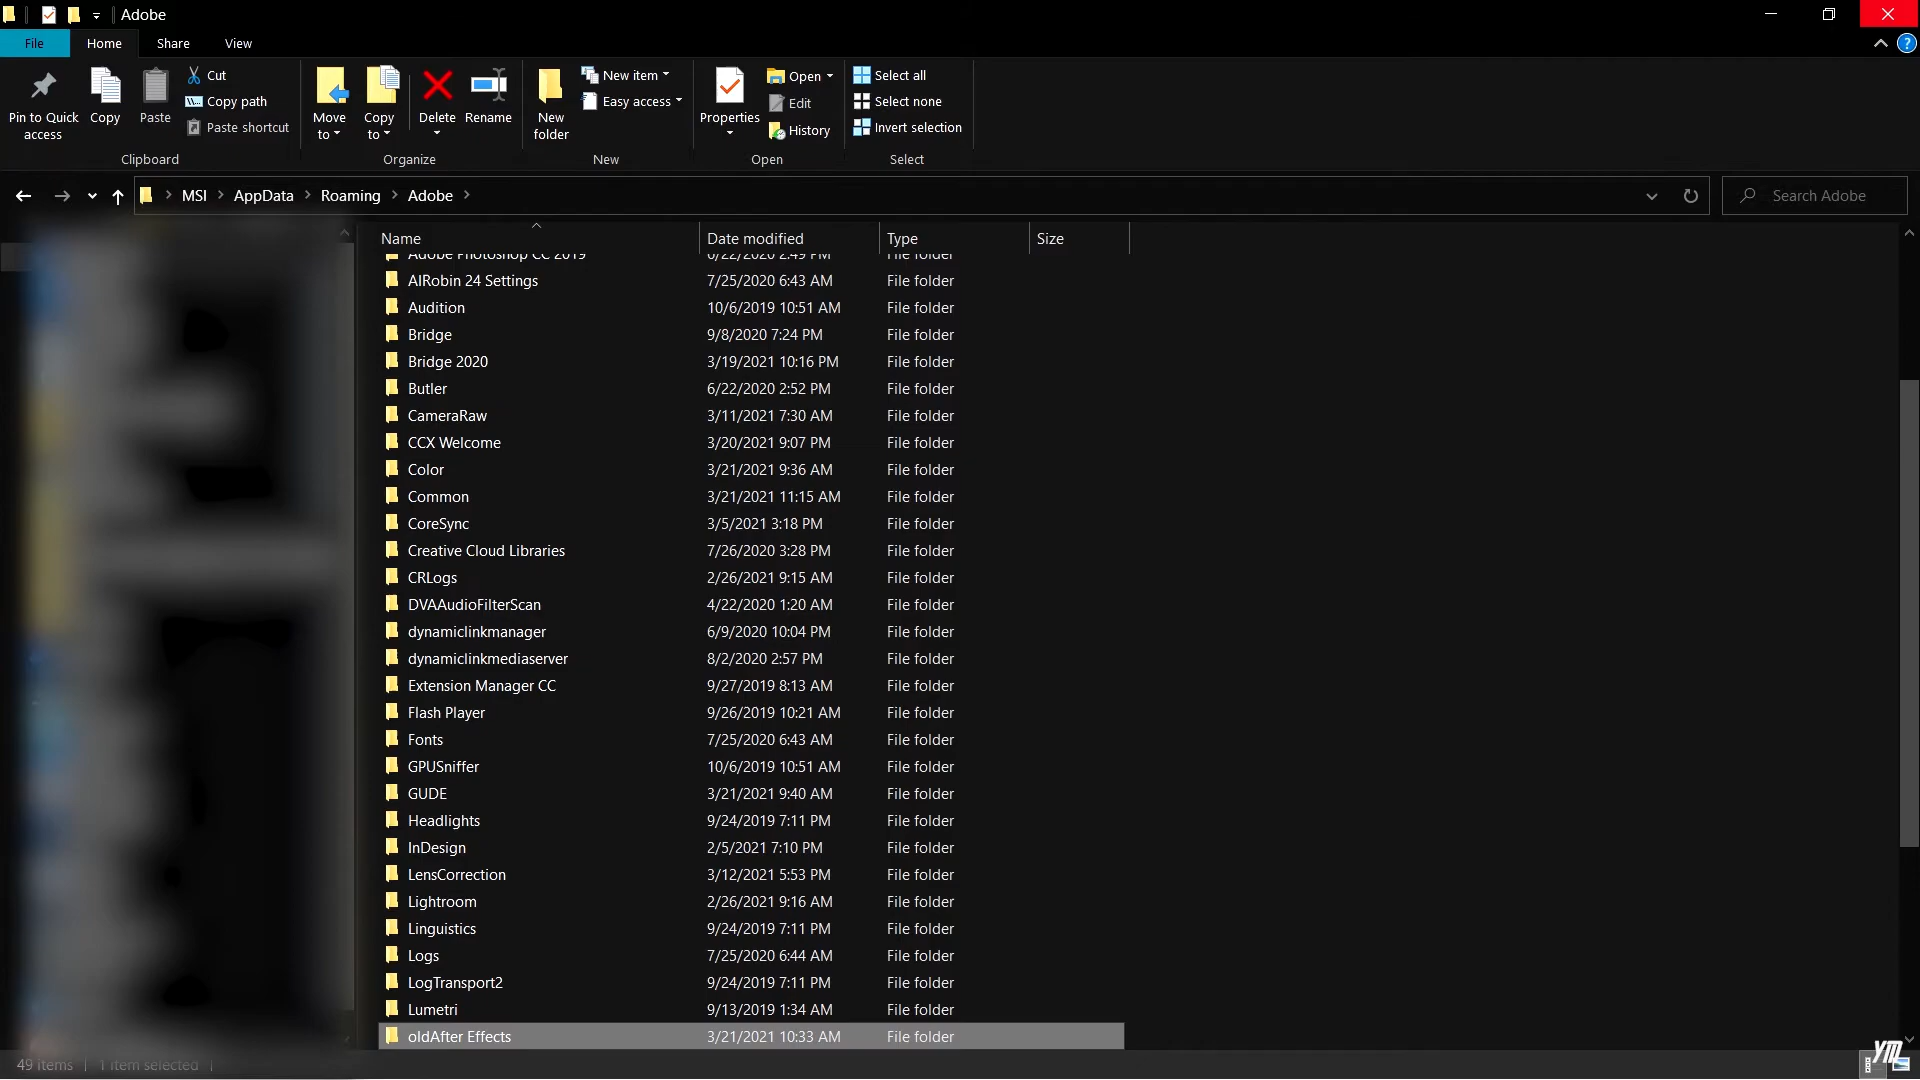 Adobe
File Home Share View
Pin to Quick access
Copy
Paste
Cut
Copy path
Paste shortcut
Clipboard
Move to
Copy to
Delete
Rename
Organize
New folder
New item
Easy access
New
Properties
Open
Edit
History
Open
Select all
Select none
Invert selection
Select
MSI > AppData > Roaming > Adobe >
Search Adobe
Name Date modified Type Size
Adobe Photoshop CC 2019 6/22/2020 2:49 PM File folder
AIRobin 24 Settings 7/25/2020 6:43 AM File folder
Audition 10/6/2019 10:51 AM File folder
Bridge 9/8/2020 7:24 PM File folder
Bridge 2020 3/19/2021 10:16 PM File folder
Butler 6/22/2020 2:52 PM File folder
CameraRaw 3/11/2021 7:30 AM File folder
CCX Welcome 3/20/2021 9:07 PM File folder
Color 3/21/2021 9:36 AM File folder
Common 3/21/2021 11:15 AM File folder
CoreSync 3/5/2021 3:18 PM File folder
Creative Cloud Libraries 7/26/2020 3:28 PM File folder
CRLogs 2/26/2021 9:15 AM File folder
DVAAudioFilterScan 4/22/2020 1:20 AM File folder
dynamiclinkmanager 6/9/2020 10:04 PM File folder
dynamiclinkmediaserver 8/2/2020 2:57 PM File folder
Extension Manager CC 9/27/2019 8:13 AM File folder
Flash Player 9/26/2019 10:21 AM File folder
Fonts 7/25/2020 6:43 AM File folder
GPUSniffer 10/6/2019 10:51 AM File folder
GUDE 3/21/2021 9:40 AM File folder
Headlights 9/24/2019 7:11 PM File folder
InDesign 2/5/2021 7:10 PM File folder
LensCorrection 3/12/2021 5:53 PM File folder
Lightroom 2/26/2021 9:16 AM File folder
Linguistics 9/24/2019 7:11 PM File folder
Logs 7/25/2020 6:44 AM File folder
LogTransport2 9/24/2019 7:11 PM File folder
Lumetri 9/13/2019 1:34 AM File folder
oldAfter Effects 3/21/2021 10:33 AM File folder
49 items | 1 item selected |